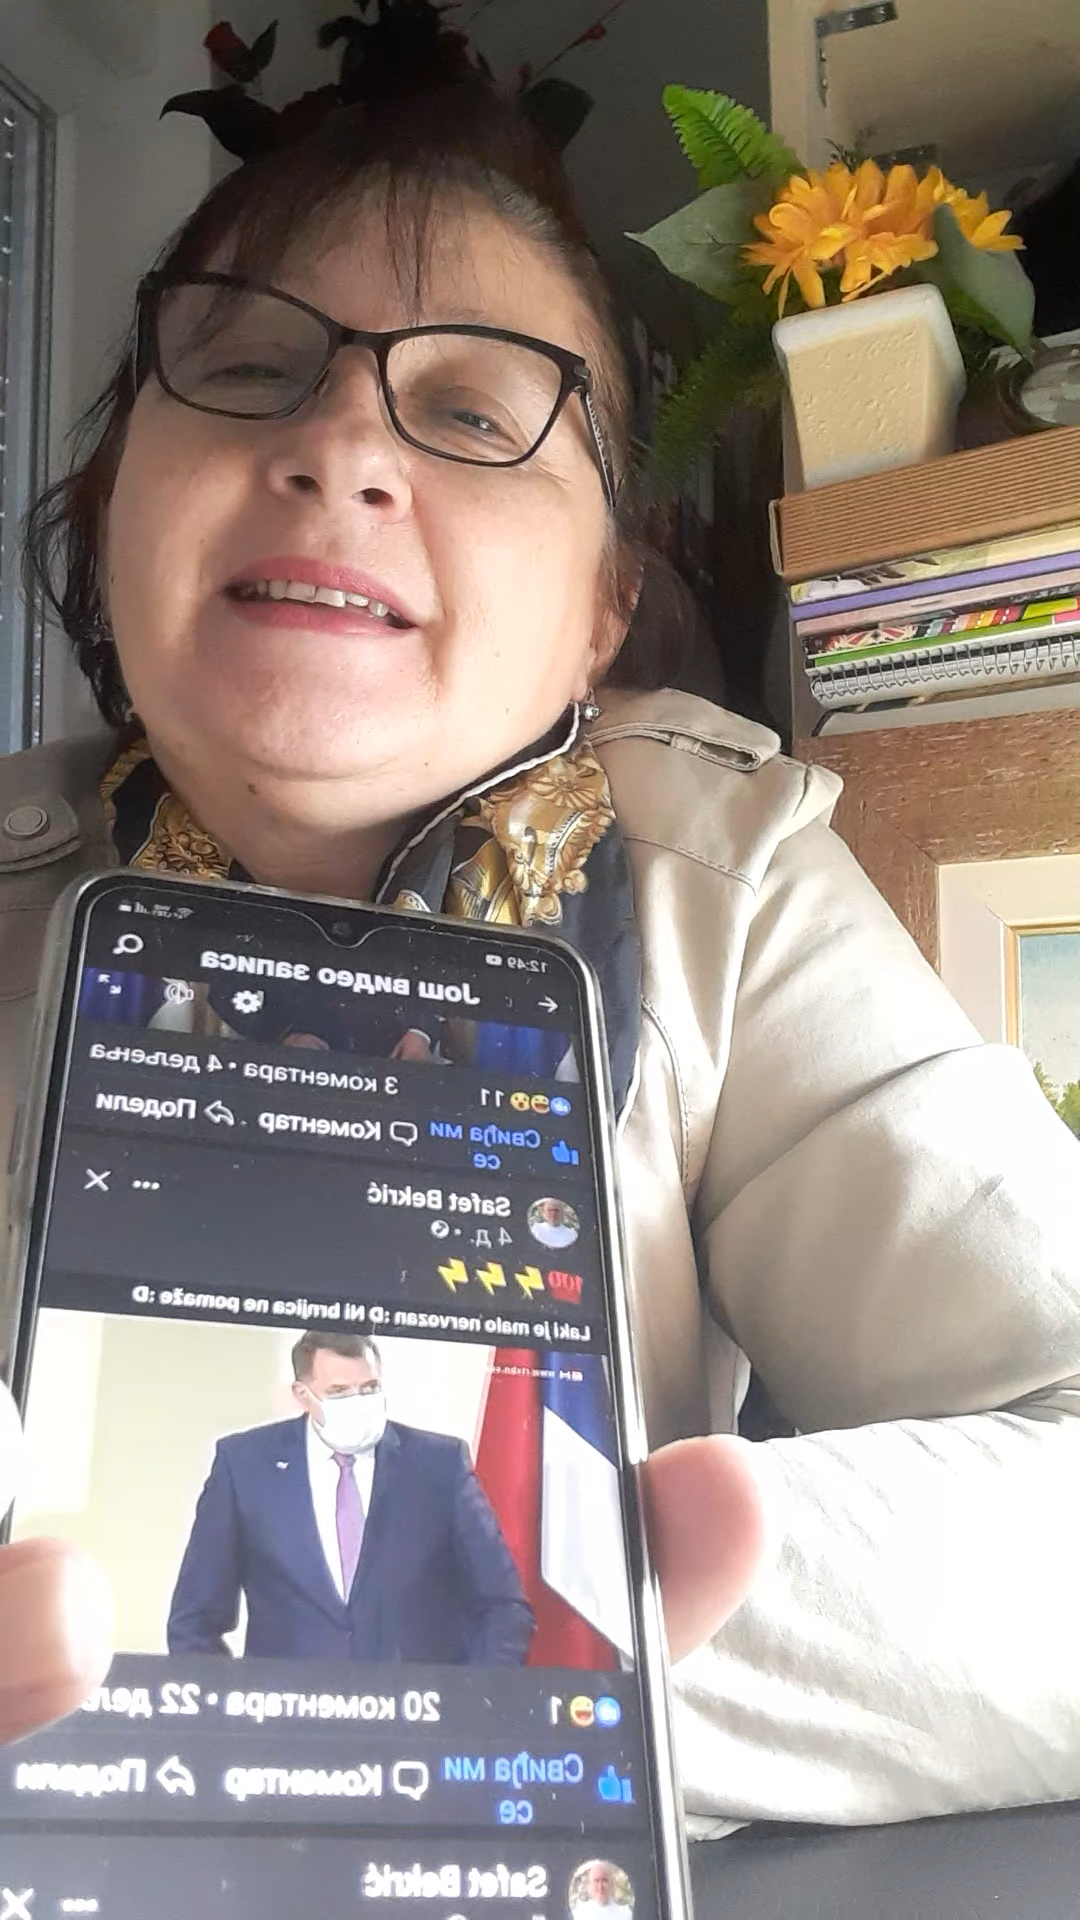 12:49
Још видео записа
11
3 коментара • 4 дељења
Свиђа ми се
Коментар
Подели
Safet Bekrić
4 д.
100
Laki je malo nervozan :D Ni brnjica ne pomaže :D
1
20 коментара • 22
Свиђа ми се
Коментар
Подели
Safet Bekrić